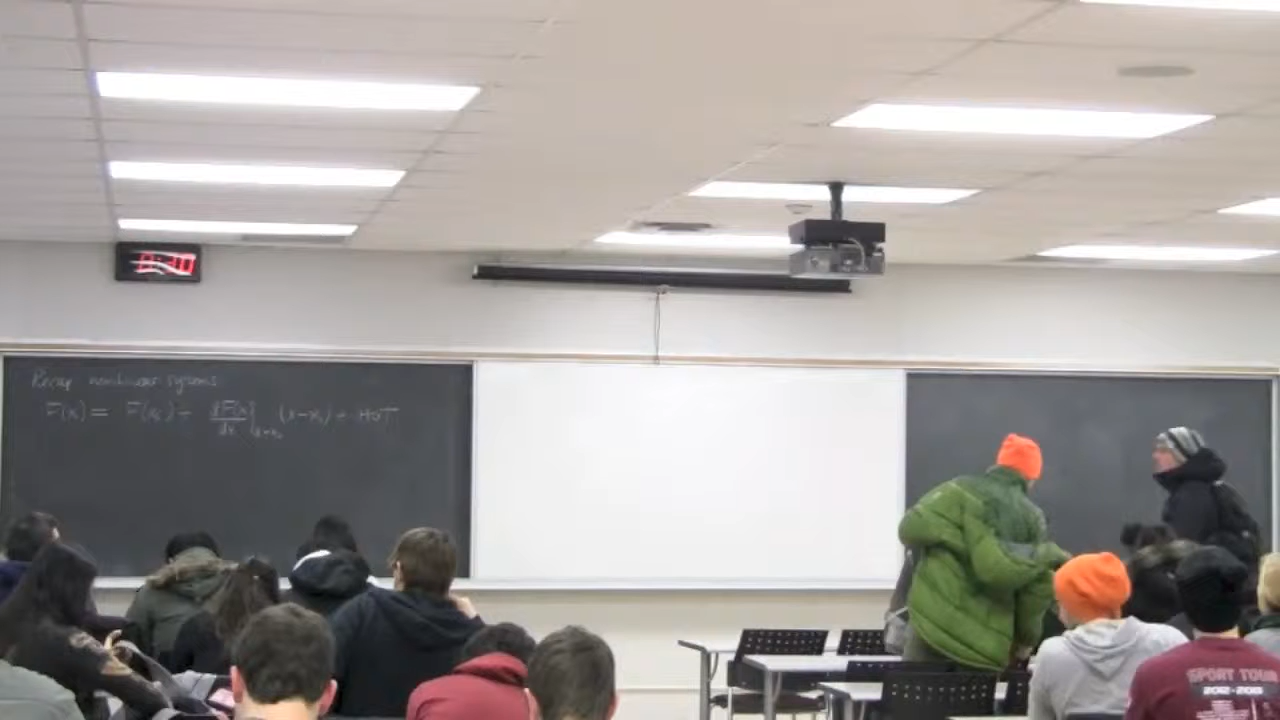 Recap nonlinear systems
F(x) = F(x₀) + dF(x)/dx |x=x₀ (x-x₀) + HOT
SPORT TOUR
2012-2013